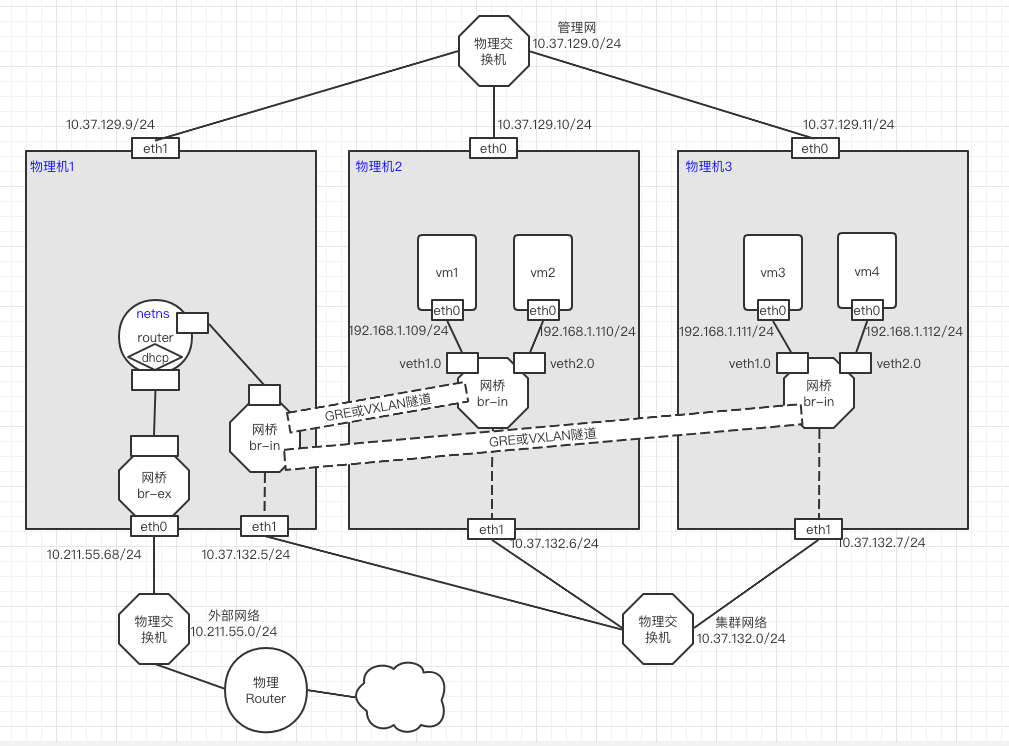 管理网
物理交
换机
10.37.129.0/24
10.37.129.9/24
10.37.129.10/24
10.37.129.11/24
eth1
eth0
eth0
物理机1
物理机2
物理机3
vm1
vm2
vm3
vm4
eth0
eth0
eth0
eth0
netns
router
dhcp
192.168.1.109/24
192.168.1.110/24
192.168.1.111/24
192.168.1.112/24
veth1.0
veth2.0
veth1.0
veth2.0
网桥
br-in
网桥
br-in
网桥
br-in
GRE或VXLAN隧道
GRE或VXLAN隧道
网桥
br-ex
eth0
eth1
eth1
eth1
10.211.55.68/24
10.37.132.5/24
10.37.132.6/24
10.37.132.7/24
物理交
换机
外部网络
10.211.55.0/24
物理交
换机
集群网络
10.37.132.0/24
物理
Router